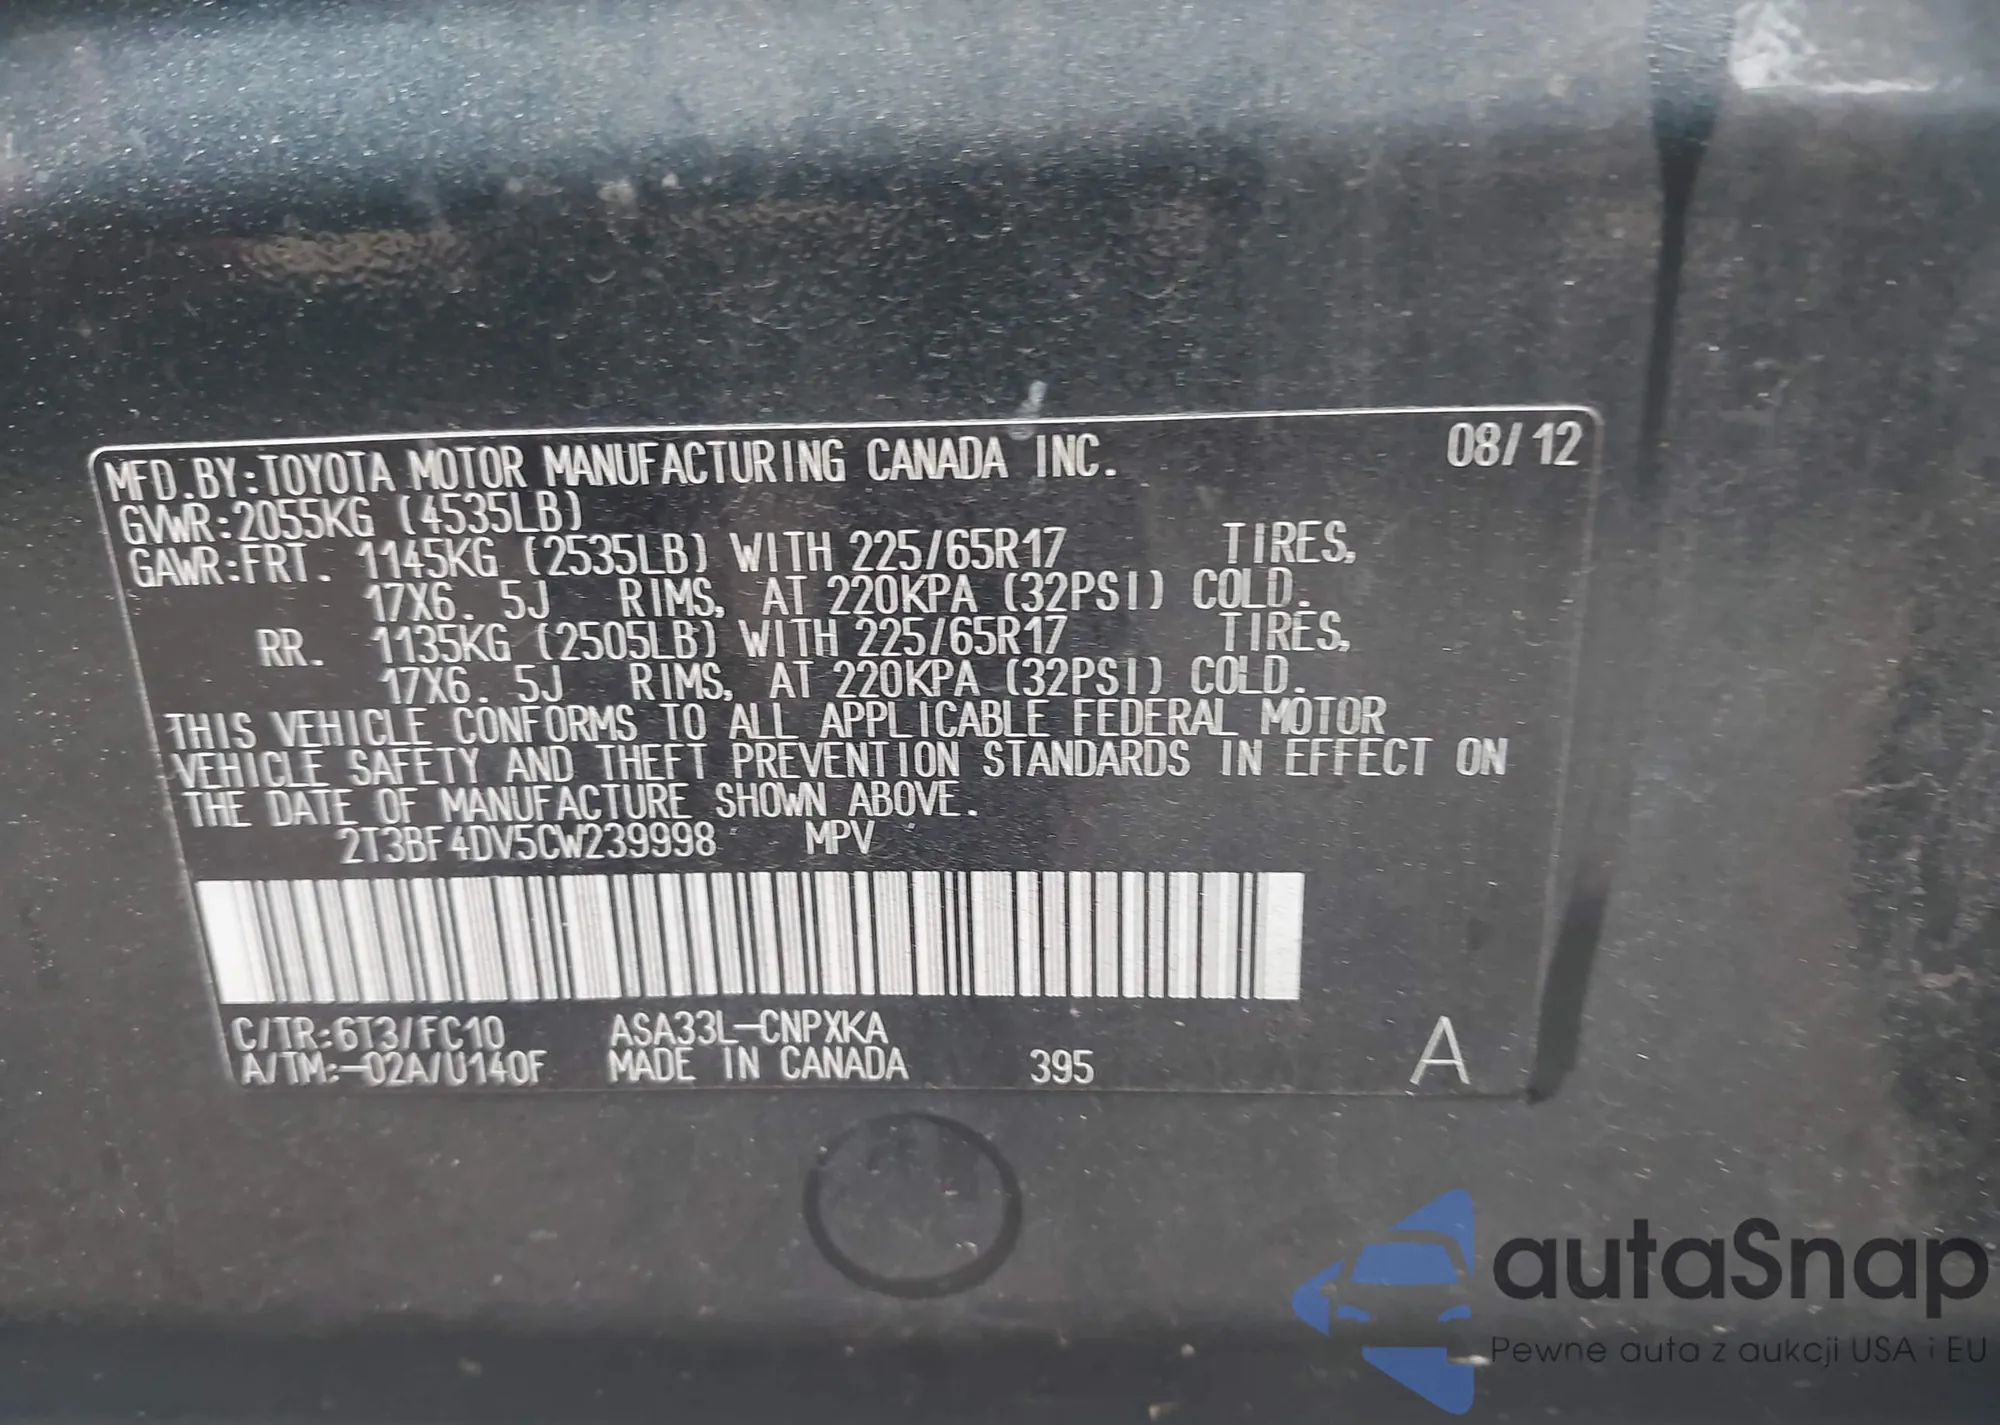 MFD.BY:TOYOTA MOTOR MANUFACTURING CANADA INC. 08/12
GVWR:2055KG (4535LB)
GAWR:FRT. 1145KG (2535LB) WITH 225/65R17 TIRES,
17X6.5J RIMS, AT 220KPA (32PSI) COLD.
RR. 1135KG (2505LB) WITH 225/65R17 TIRES,
17X6.5J RIMS, AT 220KPA (32PSI) COLD.
THIS VEHICLE CONFORMS TO ALL APPLICABLE FEDERAL MOTOR
VEHICLE SAFETY AND THEFT PREVENTION STANDARDS IN EFFECT ON
THE DATE OF MANUFACTURE SHOWN ABOVE.
2T3BF4DV5CW239998 MPV
C/TR:6T3/FC10 ASA33L-CNPXKA
A/TM:-02A/U140F MADE IN CANADA 395 A
autaSnap
Pewne auta z aukcji USA i EU